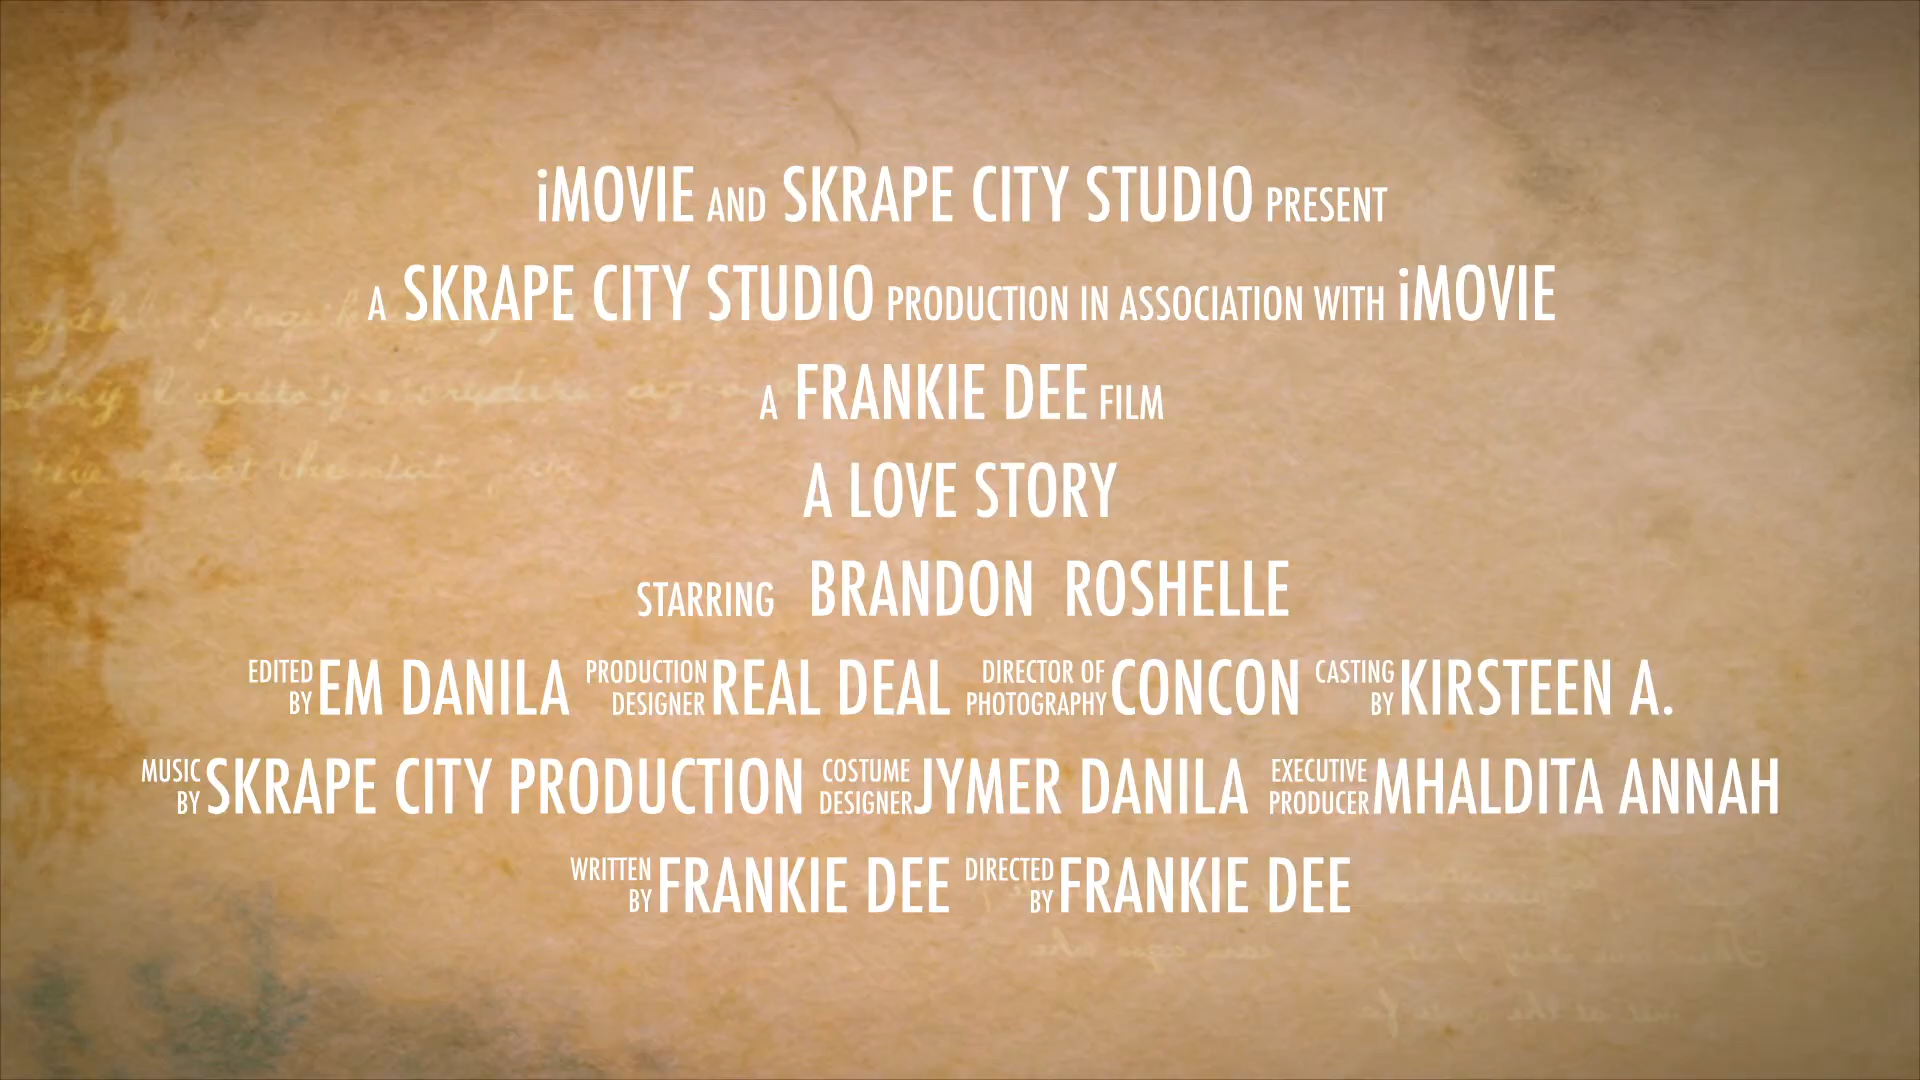 iMOVIE AND SKRAPE CITY STUDIO PRESENT
A SKRAPE CITY STUDIO PRODUCTION IN ASSOCIATION WITH iMOVIE
A FRANKIE DEE FILM
A LOVE STORY
STARRING BRANDON ROSHELLE
EDITED BY EM DANILA PRODUCTION DESIGNER REAL DEAL DIRECTOR OF PHOTOGRAPHY CONCON CASTING BY KIRSTEEN A.
MUSIC BY SKRAPE CITY PRODUCTION COSTUME DESIGNER JYMER DANILA EXECUTIVE PRODUCER MHALDITA ANNAH
WRITTEN BY FRANKIE DEE DIRECTED BY FRANKIE DEE